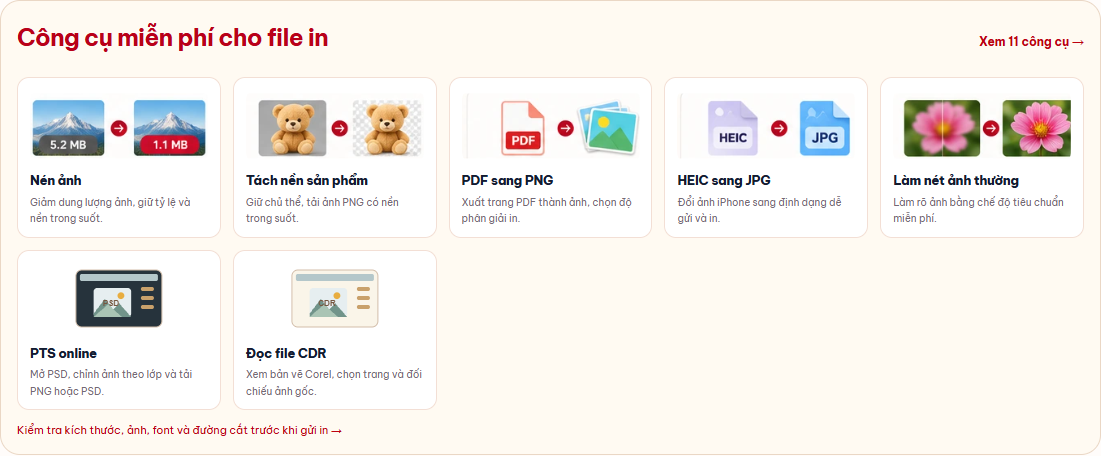 Công cụ miễn phí cho file in
Xem 11 công cụ →
5.2 MB
1.1 MB
PDF
HEIC
JPG
Nén ảnh
Tách nền sản phẩm
PDF sang PNG
HEIC sang JPG
Làm nét ảnh thường
Giảm dung lượng ảnh, giữ tỷ lệ và
nền trong suốt.
Giữ chủ thể, tải ảnh PNG có nền
trong suốt.
Xuất trang PDF thành ảnh, chọn độ
phân giải in.
Đổi ảnh iPhone sang định dạng dễ
gửi và in.
Làm rõ ảnh bằng chế độ tiêu chuẩn
miễn phí.
PSD
CDR
PTS online
Đọc file CDR
Mở PSD, chỉnh ảnh theo lớp và tải
PNG hoặc PSD.
Xem bản vẽ Corel, chọn trang và đối
chiếu ảnh gốc.
Kiểm tra kích thước, ảnh, font và đường cắt trước khi gửi in →